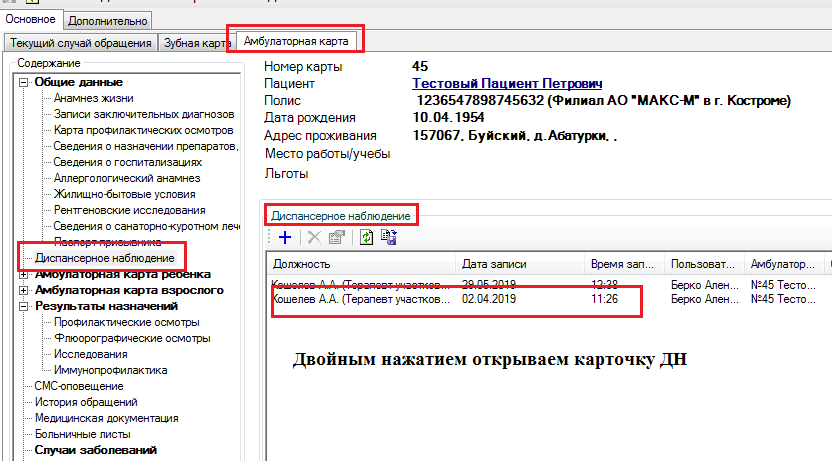 Основное Дополнительно
Текущий случай обращения Зубная карта Амбулаторная карта
Содержание
Общие данные
Анамнез жизни
Записи заключительных диагнозов
Карта профилактических осмотров
Сведения о назначении препаратов,
Сведения о госпитализациях
Аллергологический анамнез
Жилищно-бытовые условия
Рентгеновские исследования
Сведения о санаторно-куротном лече
Паспорт призывника
Диспансерное наблюдение
Амбулаторная карта ребенка
Амбулаторная карта взрослого
Результаты назначений
Профилактические осмотры
Флюорографические осмотры
Исследования
Иммунопрофилактика
СМС-оповещение
История обращений
Медицинская документация
Больничные листы
Случаи заболеваний
Номер карты 45
Пациент Тестовый Пациент Петрович
Полис 1236547898745632 (Филиал АО "МАКС-М" в г. Костроме)
Дата рождения 10.04.1954
Адрес проживания 157067, Буйский, д.Абатурки, ,
Место работы/учебы
Льготы
Диспансерное наблюдение
Должность Дата записи Время зап... Пользоват... Амбулатор...
Кошелев А.А. (Терапевт участков... 29.05.2019 12:38 Берко Ален... №45 Тесто...
Кошелев А.А. (Терапевт участков... 02.04.2019 11:26 Берко Ален... №45 Тесто...
Двойным нажатием открываем карточку ДН